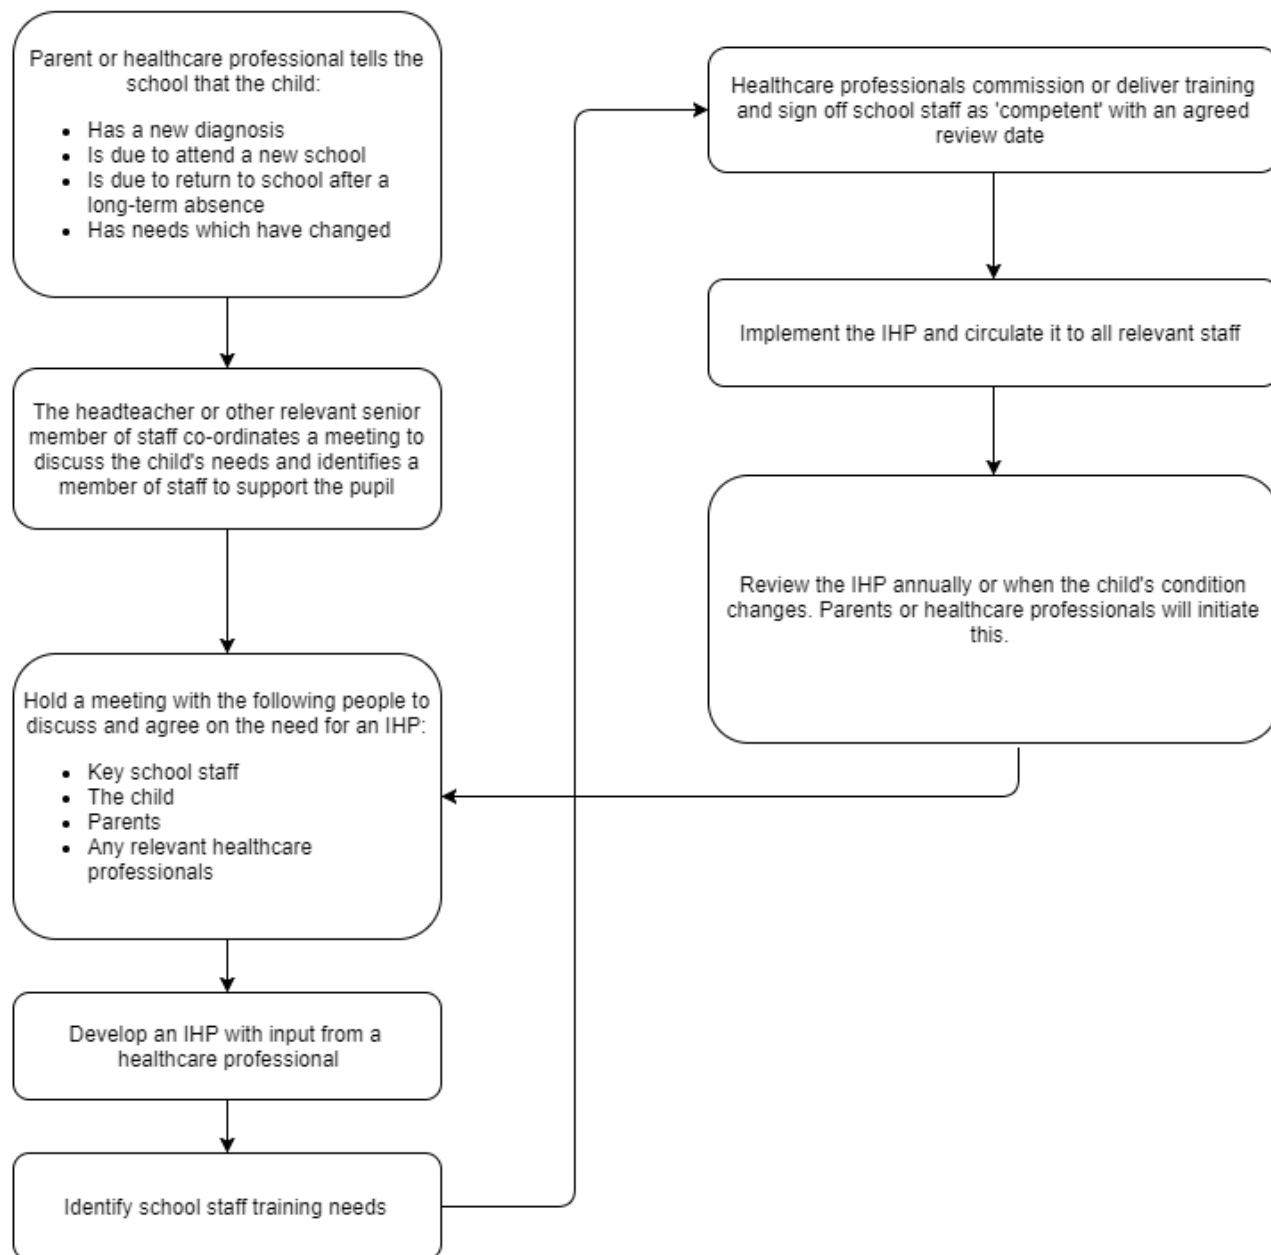 Parent or healthcare professional tells the
school that the child:
• Has a new diagnosis
• Is due to attend a new school
• Is due to return to school after a
long-term absence
• Has needs which have changed
The headteacher or other relevant senior
member of staff co-ordinates a meeting to
discuss the child's needs and identifies a
member of staff to support the pupil
Hold a meeting with the following people to
discuss and agree on the need for an IHP:
• Key school staff
• The child
• Parents
• Any relevant healthcare
professionals
Develop an IHP with input from a
healthcare professional
Identify school staff training needs
Healthcare professionals commission or deliver training
and sign off school staff as 'competent' with an agreed
review date
Implement the IHP and circulate it to all relevant staff
Review the IHP annually or when the child's condition
changes. Parents or healthcare professionals will initiate
this.